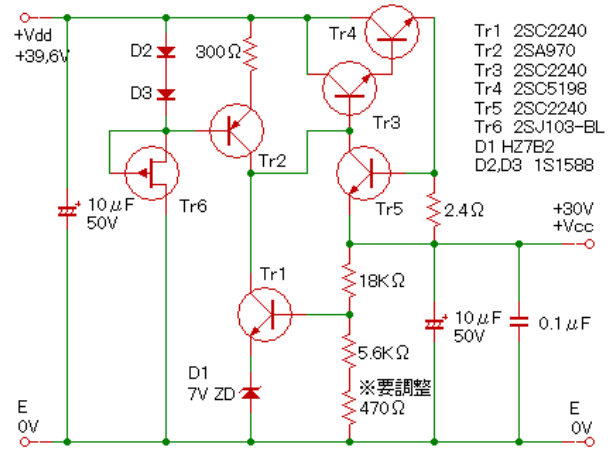 +Vdd
+39,6V
D2
D3
300Ω
Tr4
Tr3
Tr2
Tr6
Tr5
10μF
50V
2.4Ω
+30V
+Vcc
Tr1
18KΩ
10μF
50V
0.1μF
5.6KΩ
D1
7V ZD
※要調整
470Ω
E
0V
E
0V
Tr1 2SC2240
Tr2 2SA970
Tr3 2SC2240
Tr4 2SC5198
Tr5 2SC2240
Tr6 2SJ103-BL
D1 HZ7B2
D2,D3 1S1588